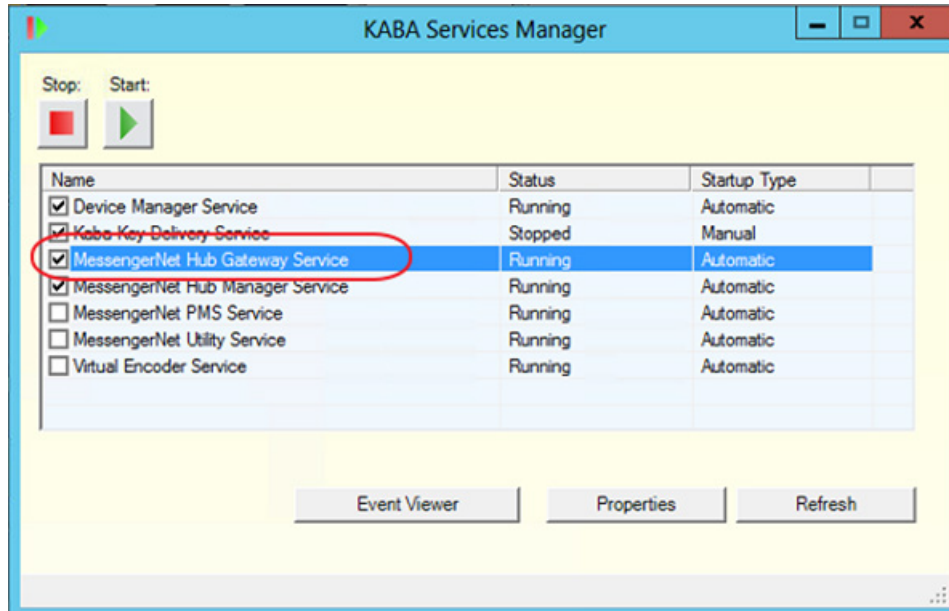 KABA Services Manager
Stop: Start:
Name Status Startup Type
Device Manager Service Running Automatic
Kaba Key Delivery Service Stopped Manual
MessengerNet Hub Gateway Service Running Automatic
MessengerNet Hub Manager Service Running Automatic
MessengerNet PMS Service Running Automatic
MessengerNet Utility Service Running Automatic
Virtual Encoder Service Running Automatic
Event Viewer Properties Refresh